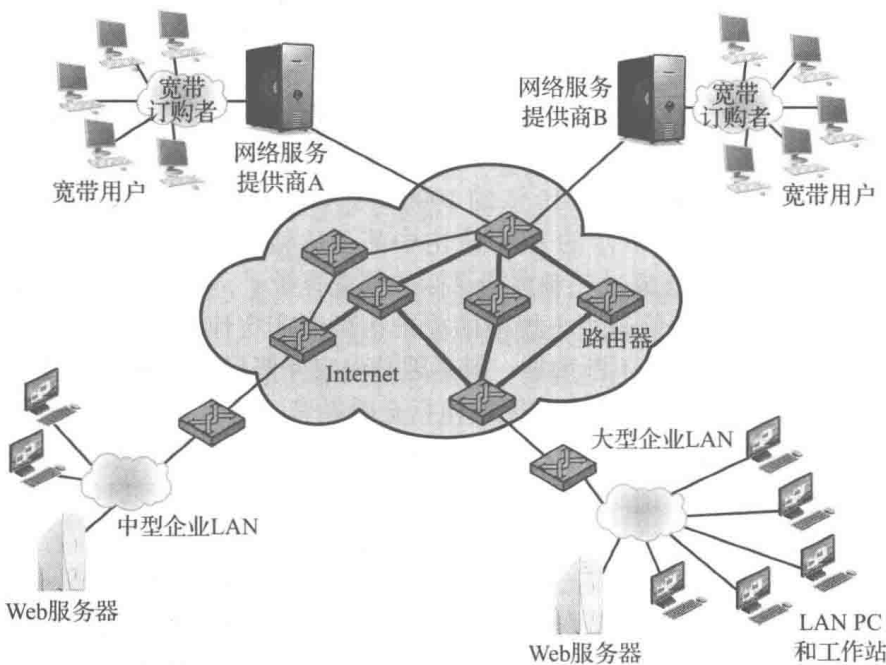 宽带
订购者
网络服务
提供商A
宽带用户
网络服务
提供商B
宽带
订购者
宽带用户
路由器
Internet
大型企业LAN
中型企业LAN
Web服务器
LAN PC
和工作站
Web服务器